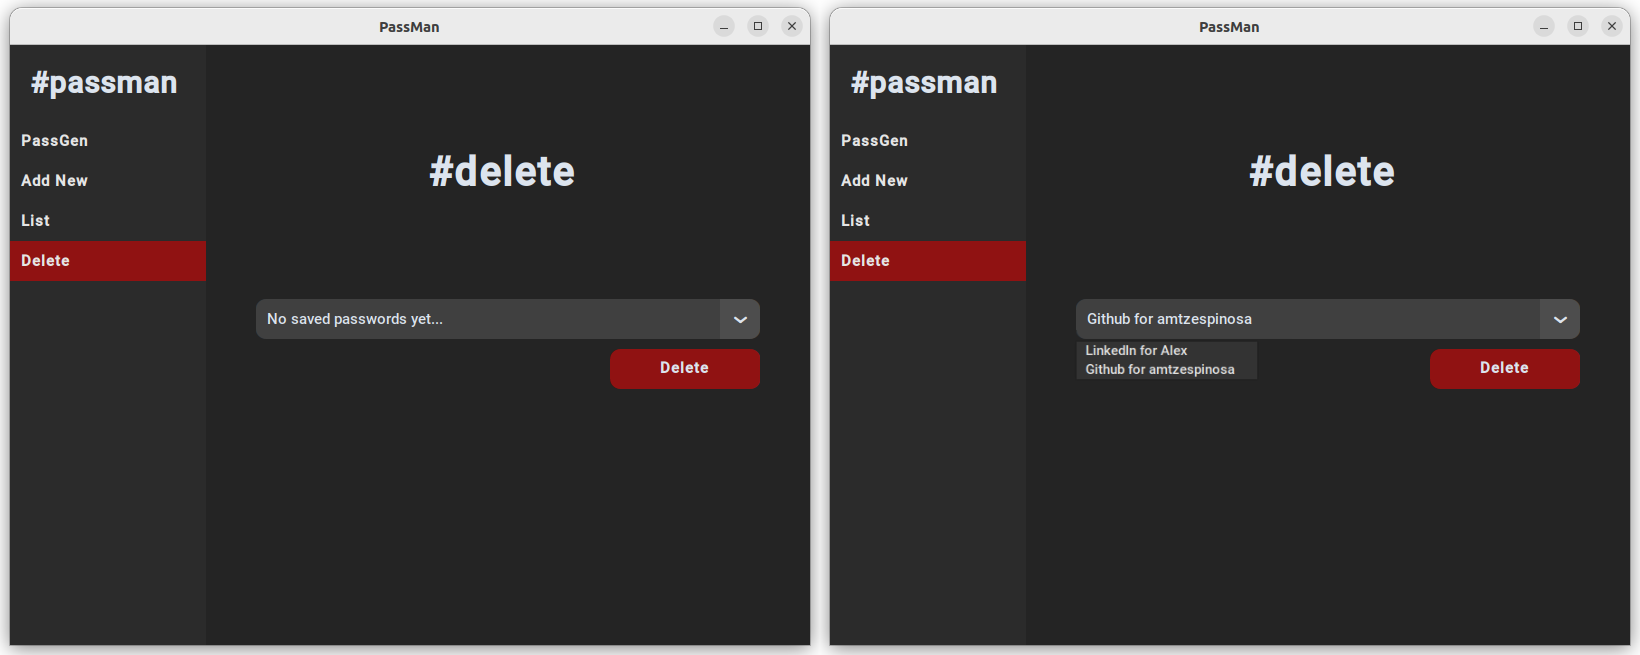 PassMan
#passman
PassGen
Add New
List
Delete
#delete
No saved passwords yet...
Delete
PassMan
#passman
PassGen
Add New
List
Delete
#delete
Github for amtzespinosa
LinkedIn for Alex
Github for amtzespinosa
Delete